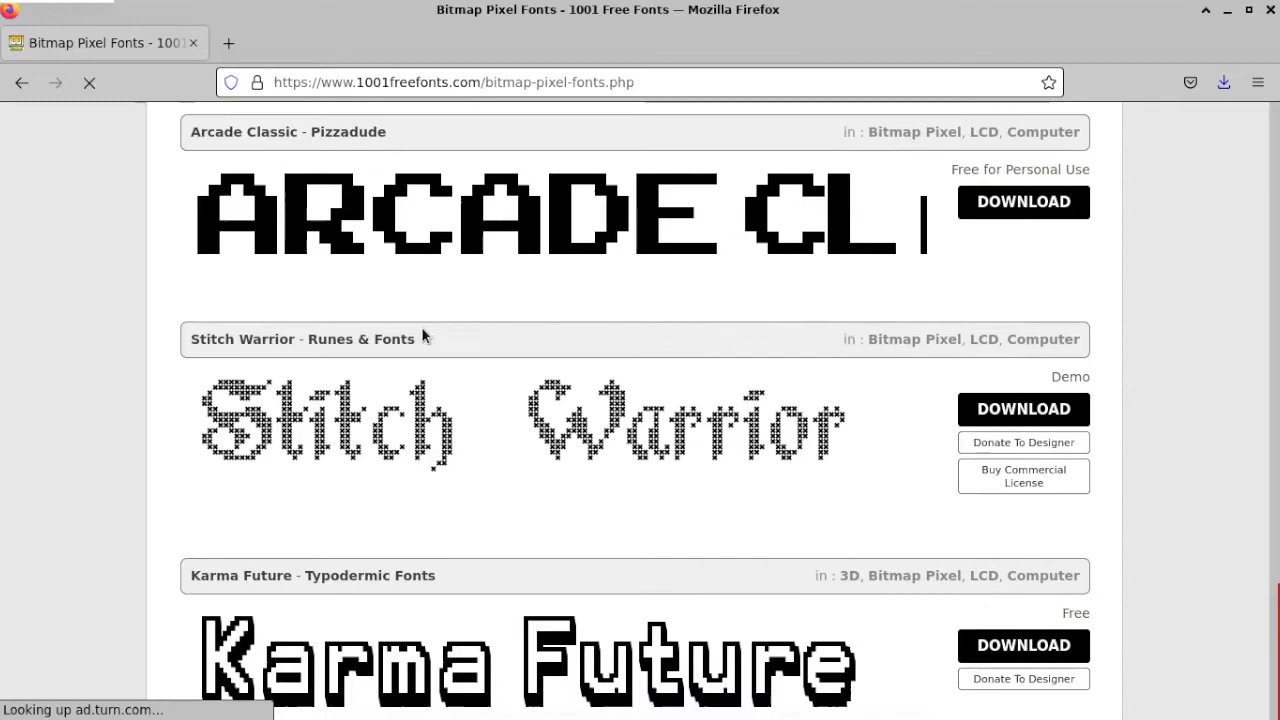 Bitmap Pixel Fonts - 1001 Free Fonts — Mozilla Firefox
Bitmap Pixel Fonts - 1001
https://www.1001freefonts.com/bitmap-pixel-fonts.php
Arcade Classic - Pizzadude in : Bitmap Pixel, LCD, Computer
Free for Personal Use
ARCADE CL
DOWNLOAD
Stitch Warrior - Runes & Fonts in : Bitmap Pixel, LCD, Computer
Demo
Stitch Warrior
DOWNLOAD
Donate To Designer
Buy Commercial
License
Karma Future - Typodermic Fonts in : 3D, Bitmap Pixel, LCD, Computer
Free
Karma Future
DOWNLOAD
Donate To Designer
Looking up ad.turn.com...